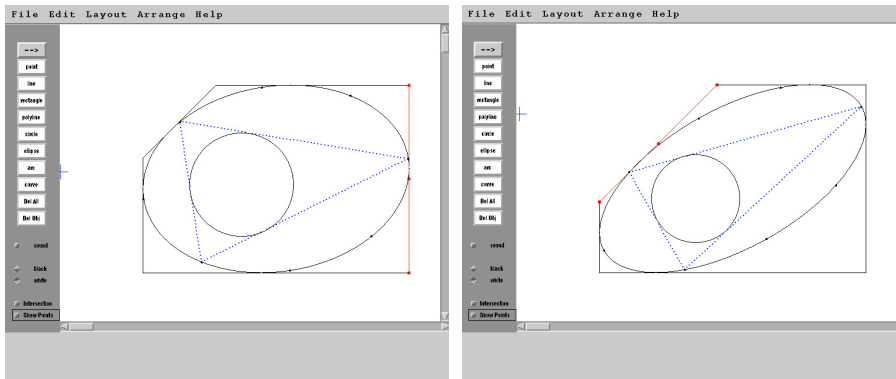 File Edit Layout Arrange Help
-->
point
line
rectangle
polyline
circle
elipse
arc
curve
Del All
Del Obj
sound
black
white
Intersection
Show Points
File Edit Layout Arrange Help
-->
point
line
rectangle
polyline
circle
elipse
arc
curve
Del All
Del Obj
sound
black
white
Intersection
Show Points